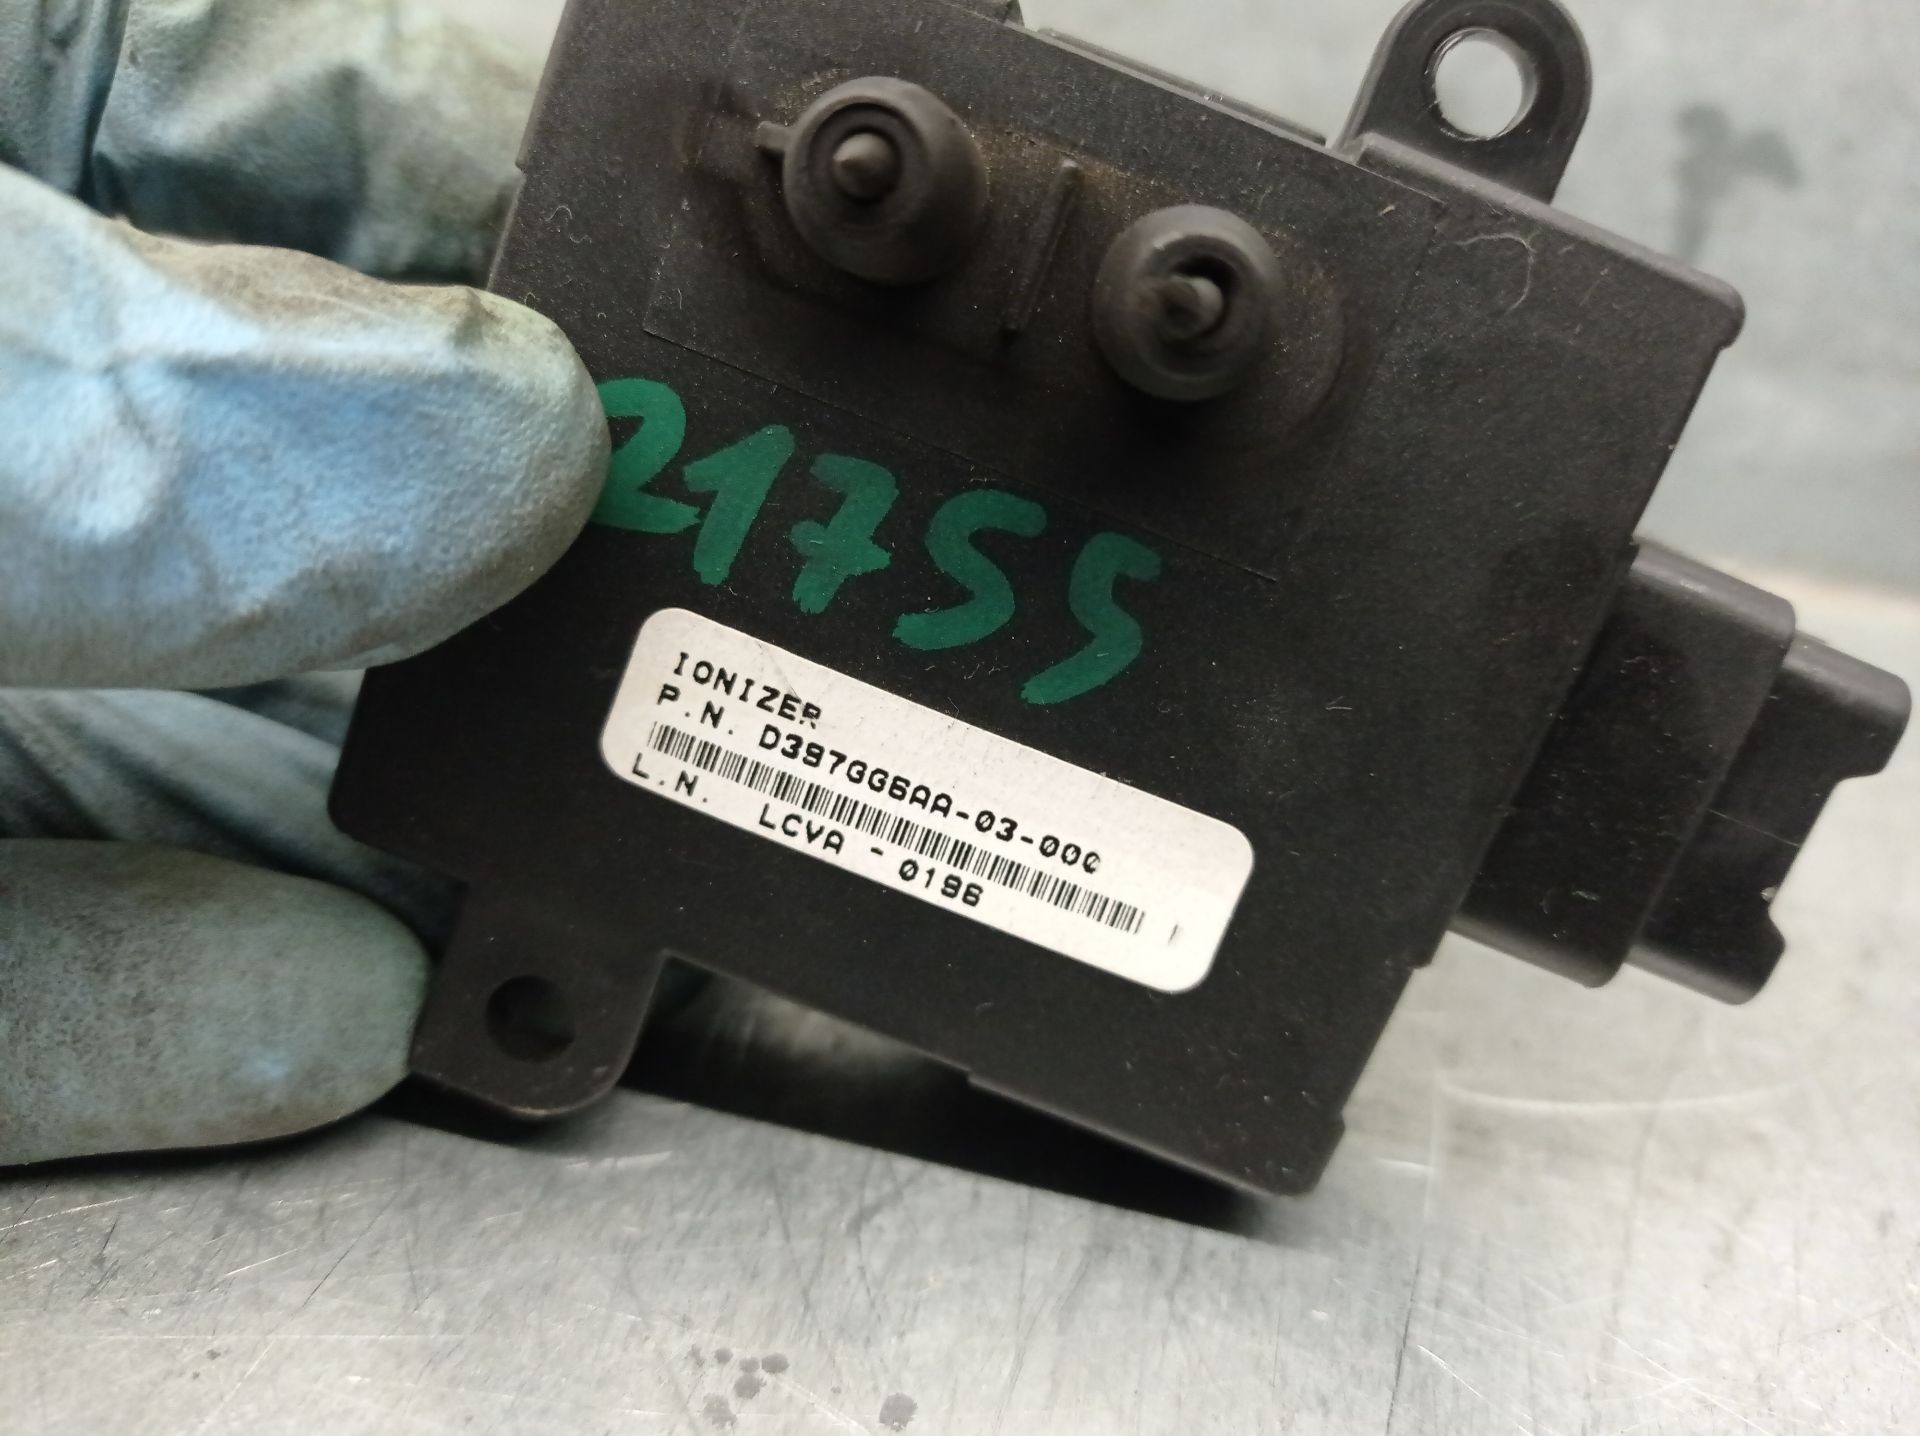 21755
IONIZER
P.N. D397GG6AA-03-000
L.N. LCVA - 0196